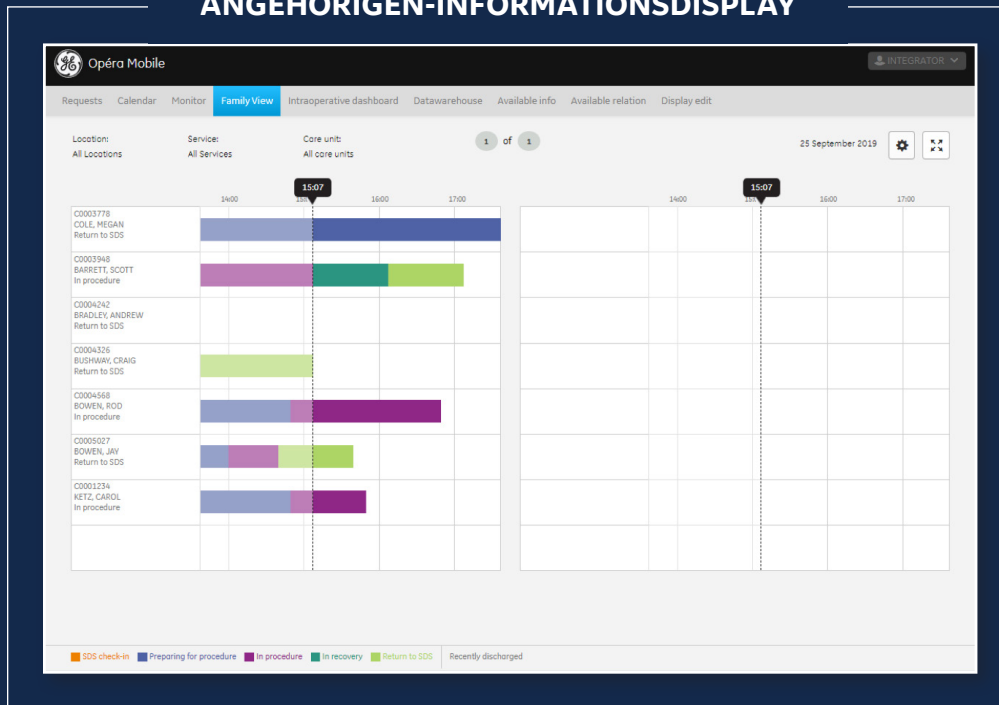 ANGEHÖRIGEN-INFORMATIONSDISPLAY
Opéra Mobile
INTEGRATOR
Requests Calendar Monitor Family View Intraoperative dashboard Datawarehouse Available info Available relation Display edit
Location: Service: Care unit:
All Locations All Services All care units
1 of 1
25 September 2019
15:07 15:07
14:00 16:00 17:00 14:00 16:00 17:00
C0003778
COLE, MEGAN
Return to SDS
C0003948
BARRETT, SCOTT
In procedure
C0004242
BRADLEY, ANDREW
Return to SDS
C0004326
BUSHWAY, CRAIG
Return to SDS
C0004568
BOWEN, ROD
In procedure
C0005027
BOWEN, JAY
Return to SDS
C0001234
KETZ, CAROL
In procedure
SDS check-in Preparing for procedure In procedure In recovery Return to SDS Recently discharged